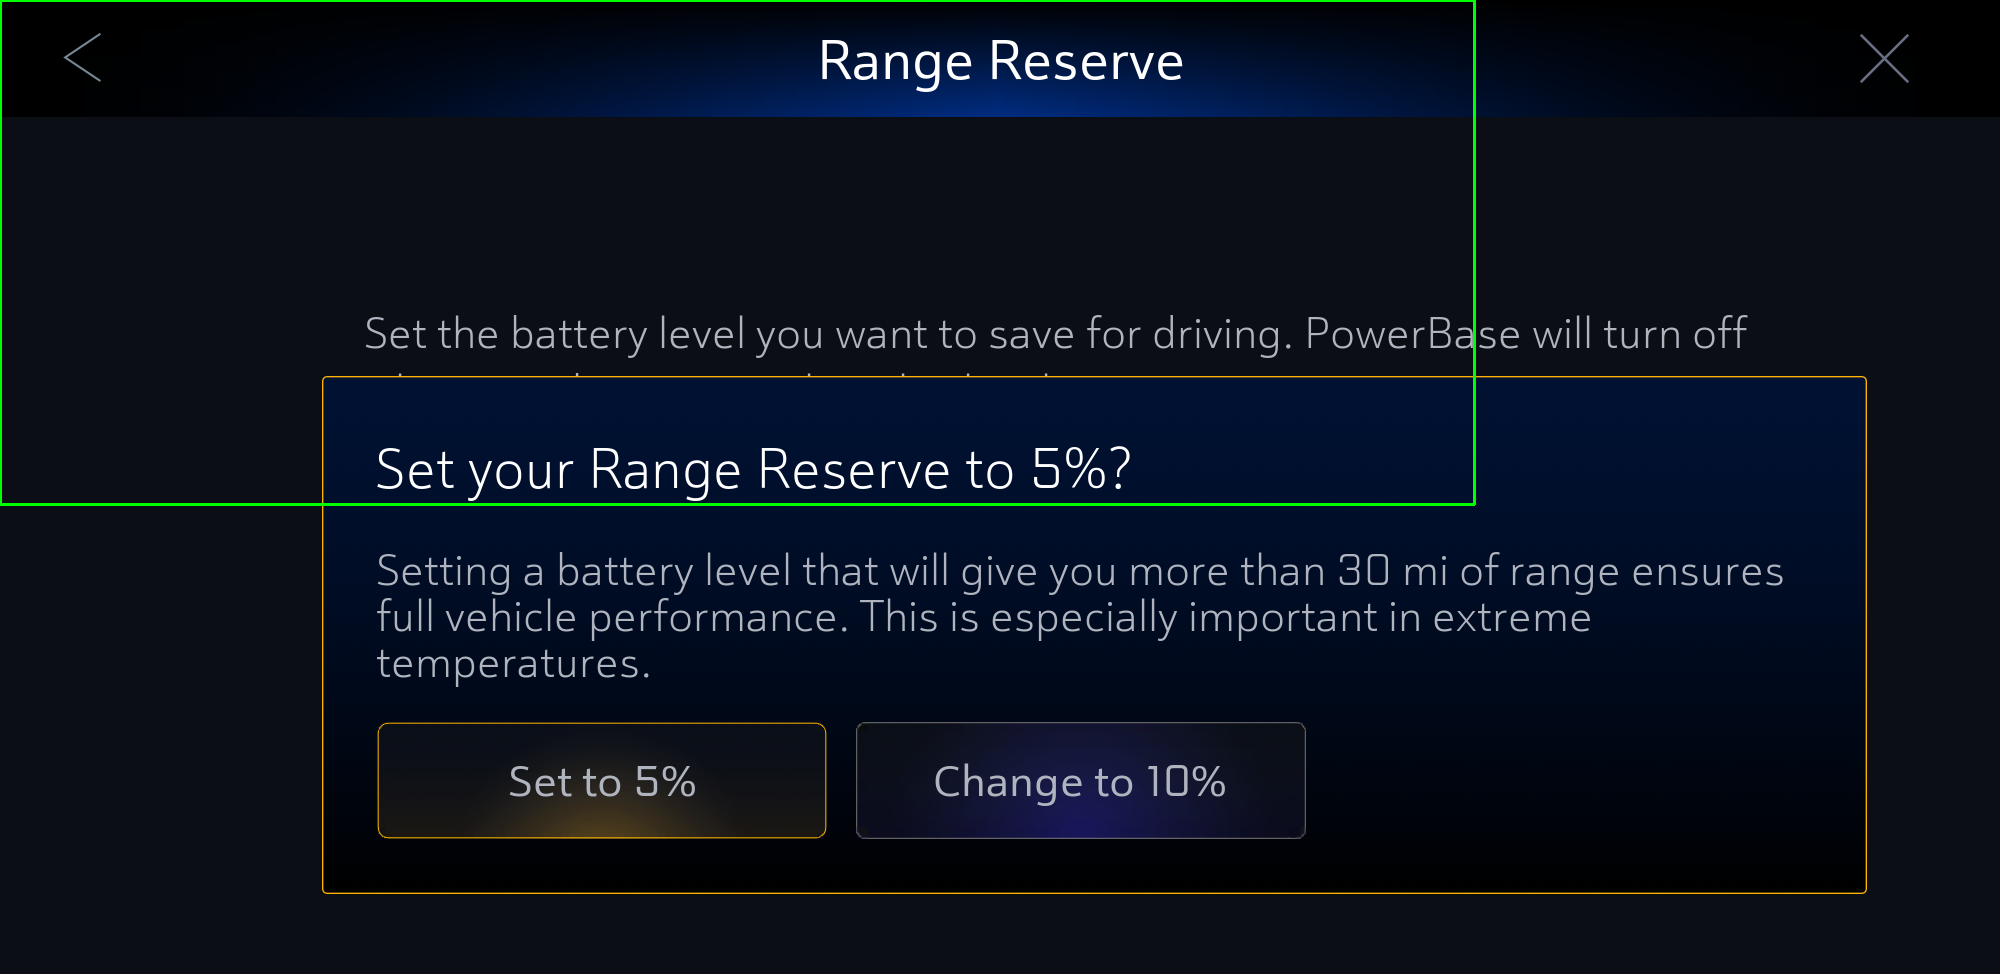 Range Reserve
Set the battery level you want to save for driving. PowerBase will turn off
Set your Range Reserve to 5%?
Setting a battery level that will give you more than 30 mi of range ensures
full vehicle performance. This is especially important in extreme
temperatures.
Set to 5%
Change to 10%